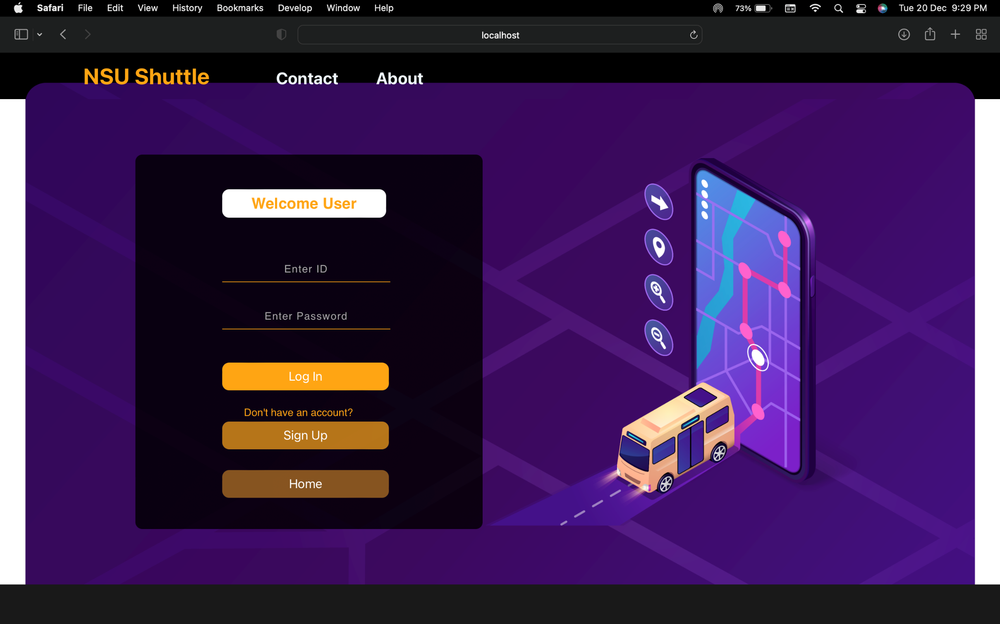 Safari File Edit View History Bookmarks Develop Window Help 73% Tue 20 Dec 9:29 PM
localhost
NSU Shuttle Contact About
Welcome User
Enter ID
Enter Password
Log In
Don't have an account?
Sign Up
Home